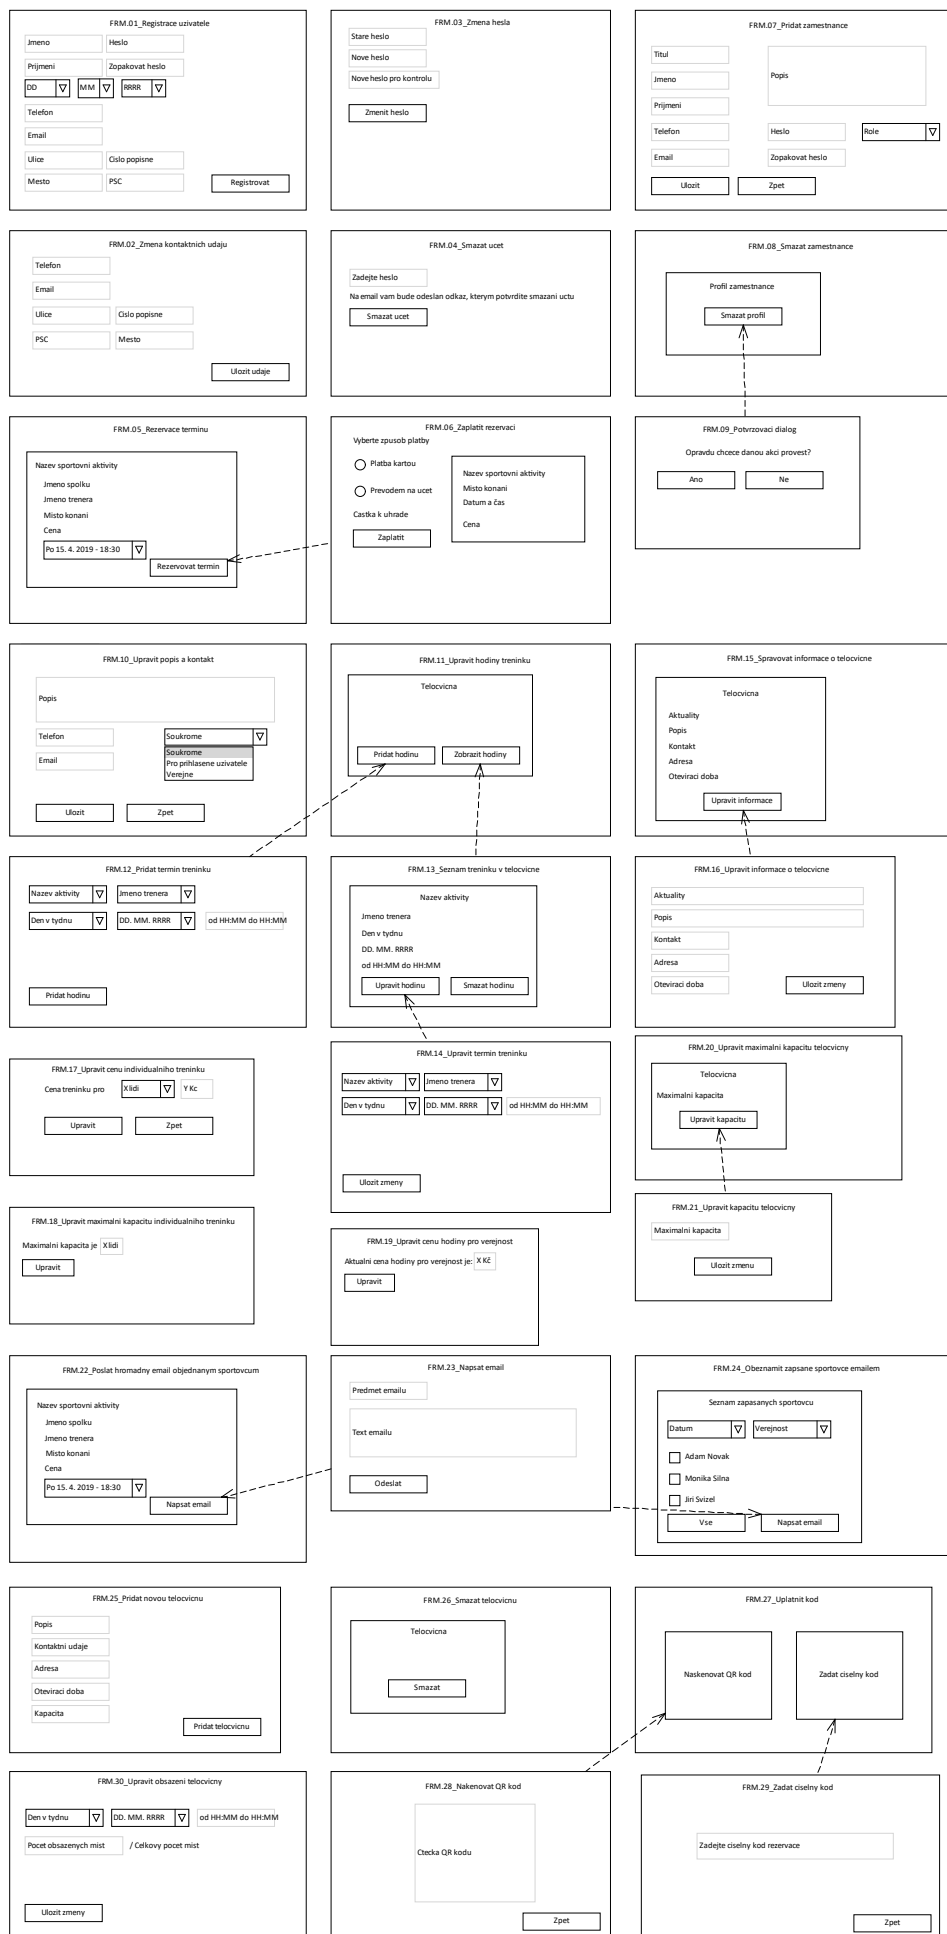 FRM.01_Registrace uzivatele
Jmeno
Heslo
Prijmeni
Zopakovat heslo
DD
MM
RRRR
Telefon
Email
Ulice
Cislo popisne
Mesto
PSC
Registrovat
FRM.03_Zmena hesla
Stare heslo
Nove heslo
Nove heslo pro kontrolu
Zmenit heslo
FRM.07_Pridat zamestnance
Titul
Jmeno
Prijmeni
Popis
Telefon
Heslo
Role
Email
Zopakovat heslo
Ulozit
Zpet
FRM.02_Zmena kontaktnich udaju
Telefon
Email
Ulice
Cislo popisne
PSC
Mesto
Ulozit udaje
FRM.04_Smazat ucet
Zadejte heslo
Na email vam bude odeslan odkaz, kterym potvrdite smazani uctu
Smazat ucet
FRM.08_Smazat zamestnance
Profil zamestnance
Smazat profil
FRM.05_Rezervace terminu
Nazev sportovni aktivity
Jmeno spolku
Jmeno trenera
Misto konani
Cena
Po 15. 4. 2019 - 18:30
Rezervovat termin
FRM.06_Zaplatit rezervaci
Vyberte zpusob platby
Platba kartou
Prevodem na ucet
Castka k uhrade
Zaplatit
Nazev sportovni aktivity
Misto konani
Datum a čas
Cena
FRM.09_Potvrzovaci dialog
Opravdu chcece danou akci provest?
Ano
Ne
FRM.10_Upravit popis a kontakt
Popis
Telefon
Soukrome
Soukrome
Pro prihlasene uzivatele
Verejne
Email
Ulozit
Zpet
FRM.11_Upravit hodiny treninku
Telocvicna
Pridat hodinu
Zobrazit hodiny
FRM.15_Spravovat informace o telocvicne
Telocvicna
Aktuality
Popis
Kontakt
Adresa
Oteviraci doba
Upravit informace
FRM.12_Pridat termin treninku
Nazev aktivity
Jmeno trenera
Den v tydnu
DD. MM. RRRR
od HH:MM do HH:MM
Pridat hodinu
FRM.13_Seznam treninku v telocvicne
Nazev aktivity
Jmeno trenera
Den v tydnu
DD. MM. RRRR
od HH:MM do HH:MM
Upravit hodinu
Smazat hodinu
FRM.16_Upravit informace o telocvicne
Aktuality
Popis
Kontakt
Adresa
Oteviraci doba
Ulozit zmeny
FRM.17_Upravit cenu individualniho treninku
Cena treninku pro
X lidi
Y Kc
Upravit
Zpet
FRM.14_Upravit termin treninku
Nazev aktivity
Jmeno trenera
Den v tydnu
DD. MM. RRRR
od HH:MM do HH:MM
Ulozit zmeny
FRM.20_Upravit maximalni kapacitu telocvicny
Telocvicna
Maximalni kapacita
Upravit kapacitu
FRM.18_Upravit maximalni kapacitu individualniho treninku
Maximalni kapacita je
X lidi
Upravit
FRM.19_Upravit cenu hodiny pro verejnost
Aktualni cena hodiny pro verejnost je:
X Kč
Upravit
FRM.21_Upravit kapacitu telocvicny
Maximalni kapacita
Ulozit zmenu
FRM.22_Poslat hromadny email objednanym sportovcum
Nazev sportovni aktivity
Jmeno spolku
Jmeno trenera
Misto konani
Cena
Po 15. 4. 2019 - 18:30
Napsat email
FRM.23_Napsat email
Predmet emailu
Text emailu
Odeslat
FRM.24_Obeznamit zapsane sportovce emailem
Seznam zapasanych sportovcu
Datum
Verejnost
Adam Novak
Monika Silna
Jiri Svizel
Vse
Napsat email
FRM.25_Pridat novou telocvicnu
Popis
Kontaktni udaje
Adresa
Oteviraci doba
Kapacita
Pridat telocvicnu
FRM.26_Smazat telocvicnu
Telocvicna
Smazat
FRM.27_Uplatnit kod
Naskenovat QR kod
Zadat ciselny kod
FRM.30_Upravit obsazeni telocvicny
Den v tydnu
DD. MM. RRRR
od HH:MM do HH:MM
Pocet obsazenych mist
/ Celkovy pocet mist
Ulozit zmeny
FRM.28_Nakenovat QR kod
Ctecka QR kodu
Zpet
FRM.29_Zadat ciselny kod
Zadejte ciselny kod rezervace
Zpet